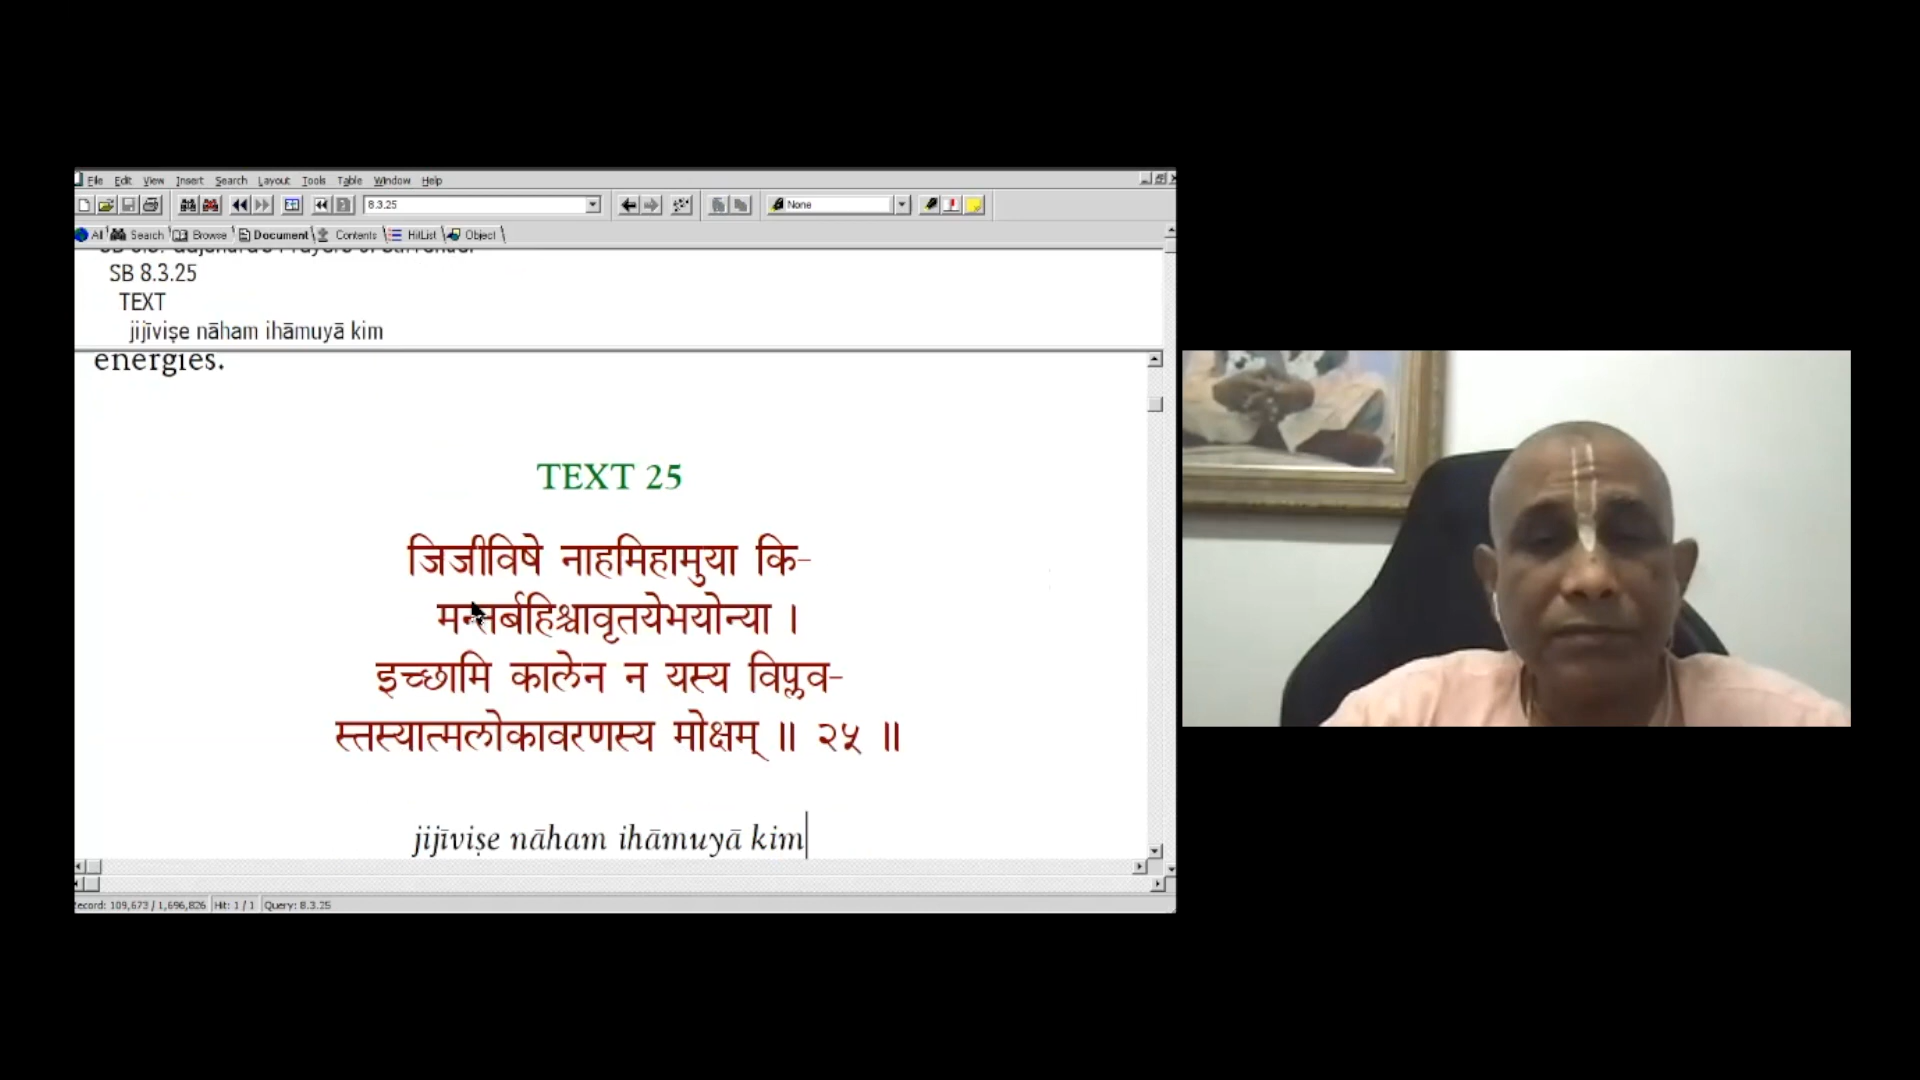 File Edit View Insert Search Layout Tools Table Window Help
8.3.25
None
All Search Browse Document Contents HitList Object
SB 8.3.25
TEXT
jijīviṣe nāham ihāmuyā kim
energies.
TEXT 25
जिजीविषे नाहमिहामुया कि-
मन्तर्बहिश्चावृतयेभयोन्या ।
इच्छामि कालेन न यस्य विप्लव-
स्तस्यात्मलोकावरणस्य मोक्षम् ॥ २५ ॥
jijīviṣe nāham ihāmuyā kim
Record: 109,673 / 1,696,826 Hit: 1 / 1 Query: 8.3.25